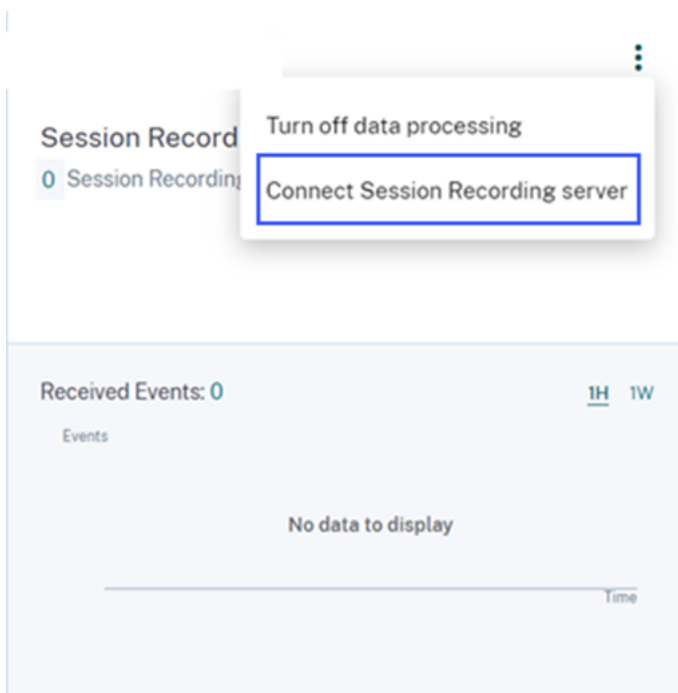 Turn off data processing
Session Record
0 Session Recording
Connect Session Recording server
Received Events: 0
1H 1W
Events
No data to display
Time